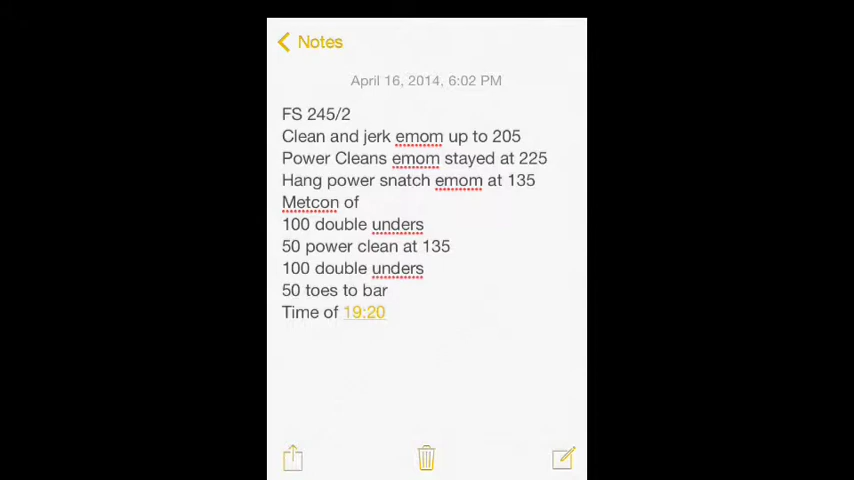 Notes
April 16, 2014, 6:02 PM
FS 245/2
Clean and jerk emom up to 205
Power Cleans emom stayed at 225
Hang power snatch emom at 135
Metcon of
100 double unders
50 power clean at 135
100 double unders
50 toes to bar
Time of 19:20